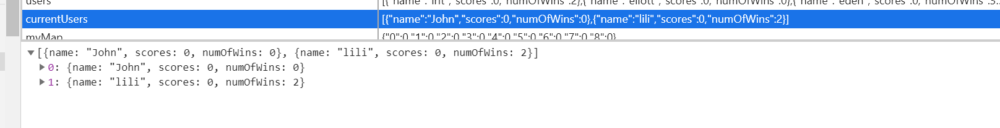 users [{"name":"irit","scores":0,"numOfWins":2},{"name":"eliott","scores":0,"numOfWins":0},{"name":"eden","scores":0,"numOfWins":3...
currentUsers [{"name":"John","scores":0,"numOfWins":0},{"name":"lili","scores":0,"numOfWins":2}]
myMap {"0":0,"1":0,"2":0,"3":0,"4":0,"5":0,"6":0,"7":0,"8":0}
▼[{name: "John", scores: 0, numOfWins: 0}, {name: "lili", scores: 0, numOfWins: 2}]
▶0: {name: "John", scores: 0, numOfWins: 0}
▶1: {name: "lili", scores: 0, numOfWins: 2}